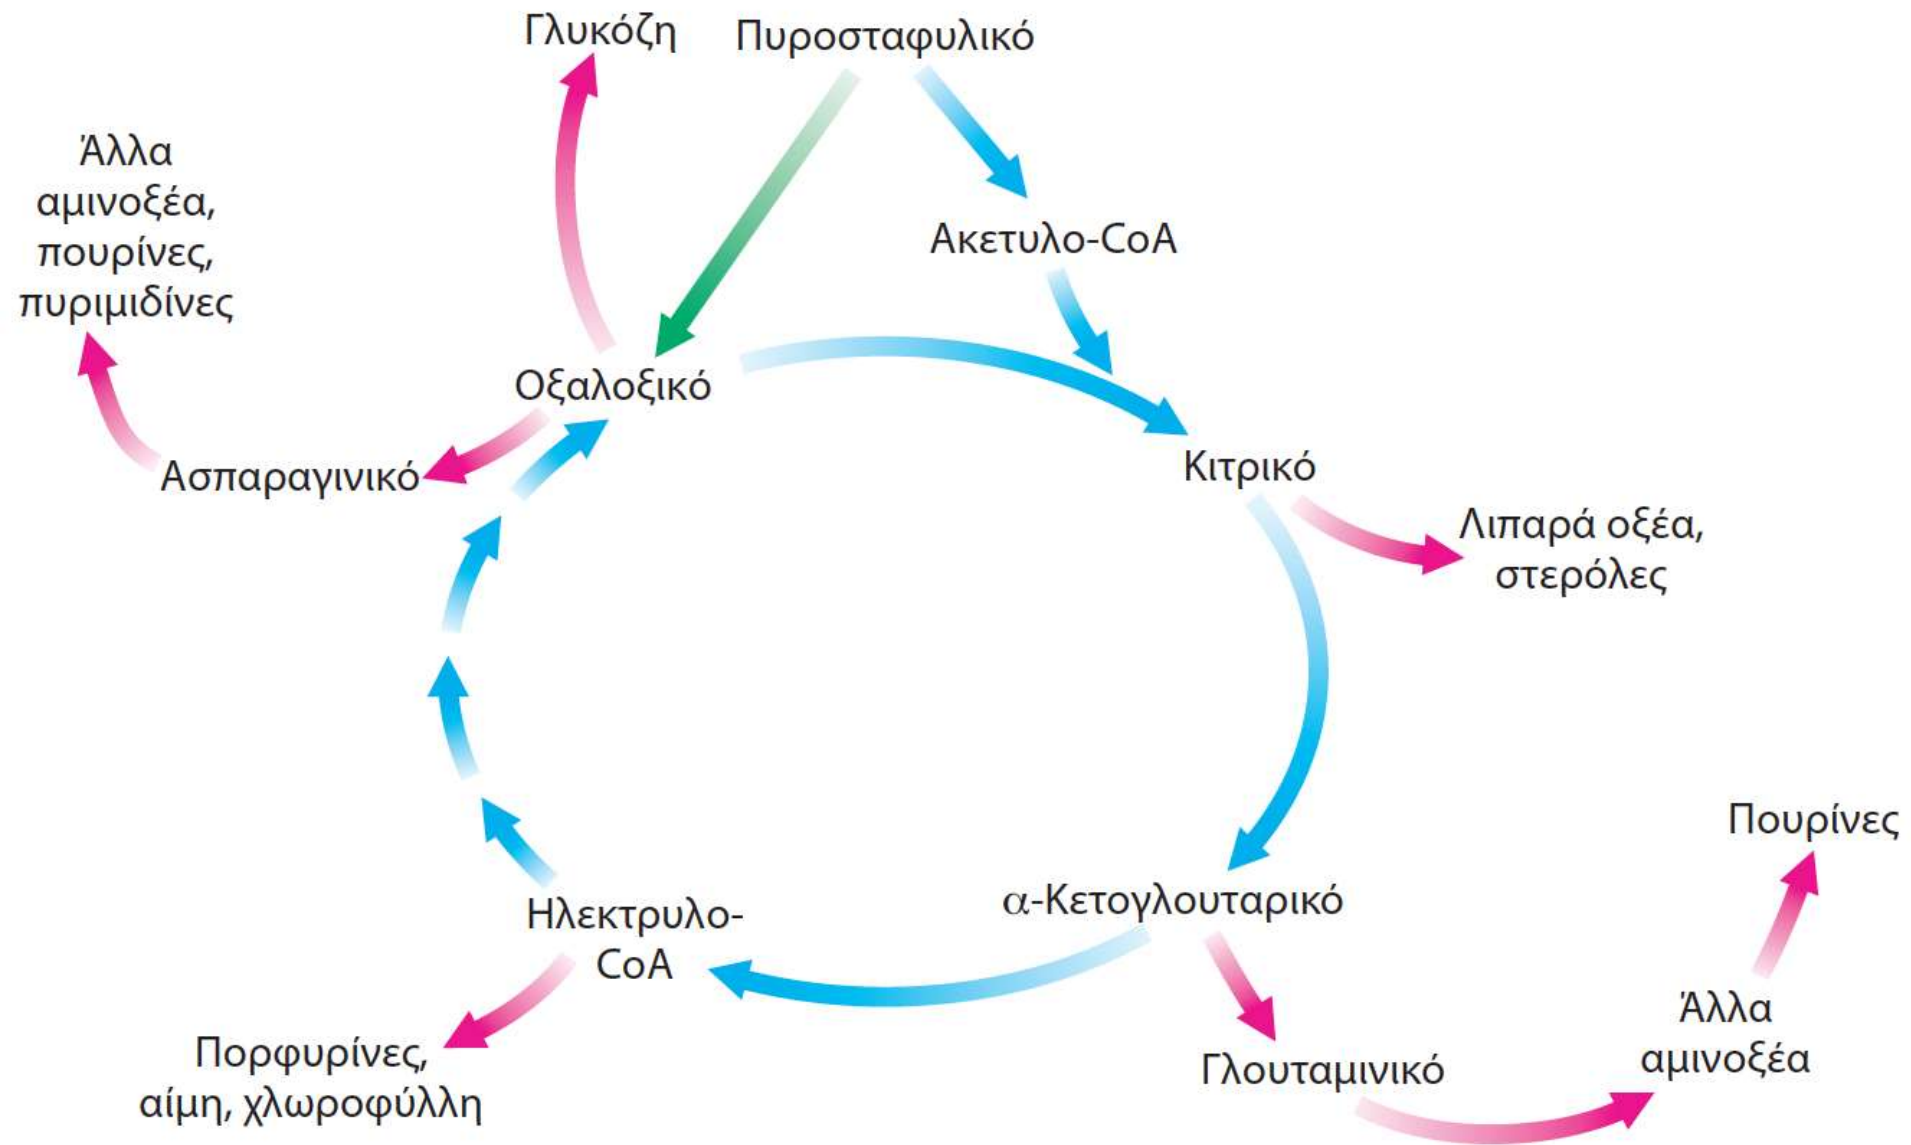 Γλυκόζη
Πυροσταφυλικό
Άλλα
αμινοξέα,
πουρίνες,
πυριμιδίνες
Ακετυλο-CoA
Οξαλοξικό
Ασπαραγινικό
Κιτρικό
Λιπαρά οξέα,
στερόλες
Πουρίνες
α-Κετογλουταρικό
Ηλεκτρυλο-
CoA
Άλλα
αμινοξέα
Πορφυρίνες,
αίμη, χλωροφύλλη
Γλουταμινικό